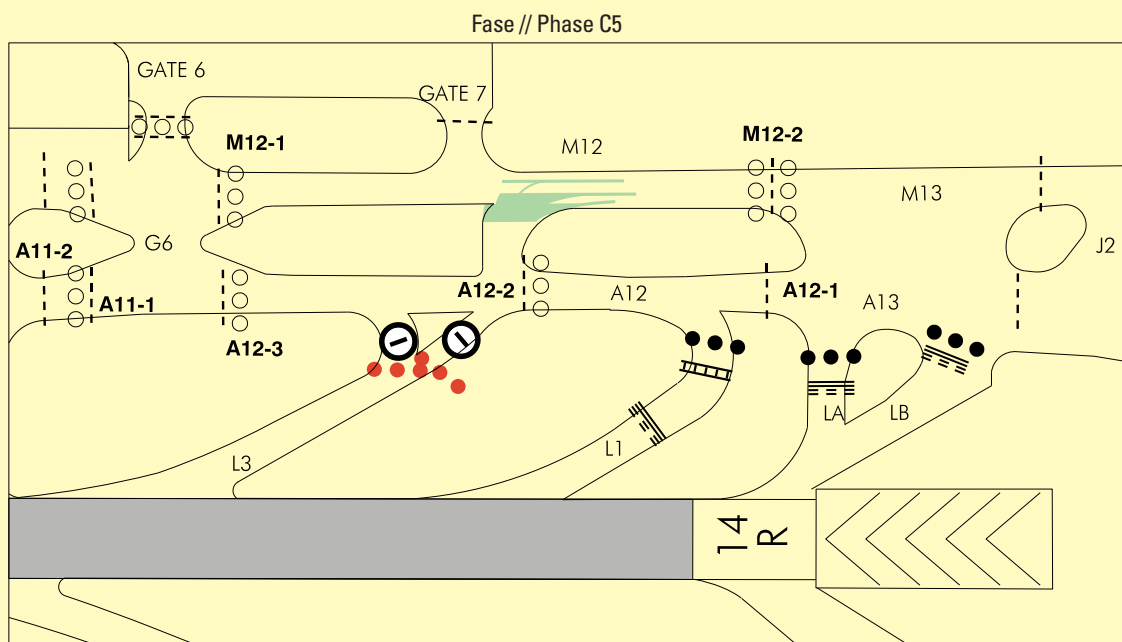 Fase // Phase C5
GATE 6
GATE 7
M12-1
M12
M12-2
M13
A11-2
G6
J2
A11-1
A12-2
A12
A12-1
A13
A12-3
LA
LB
L3
L1
14
R